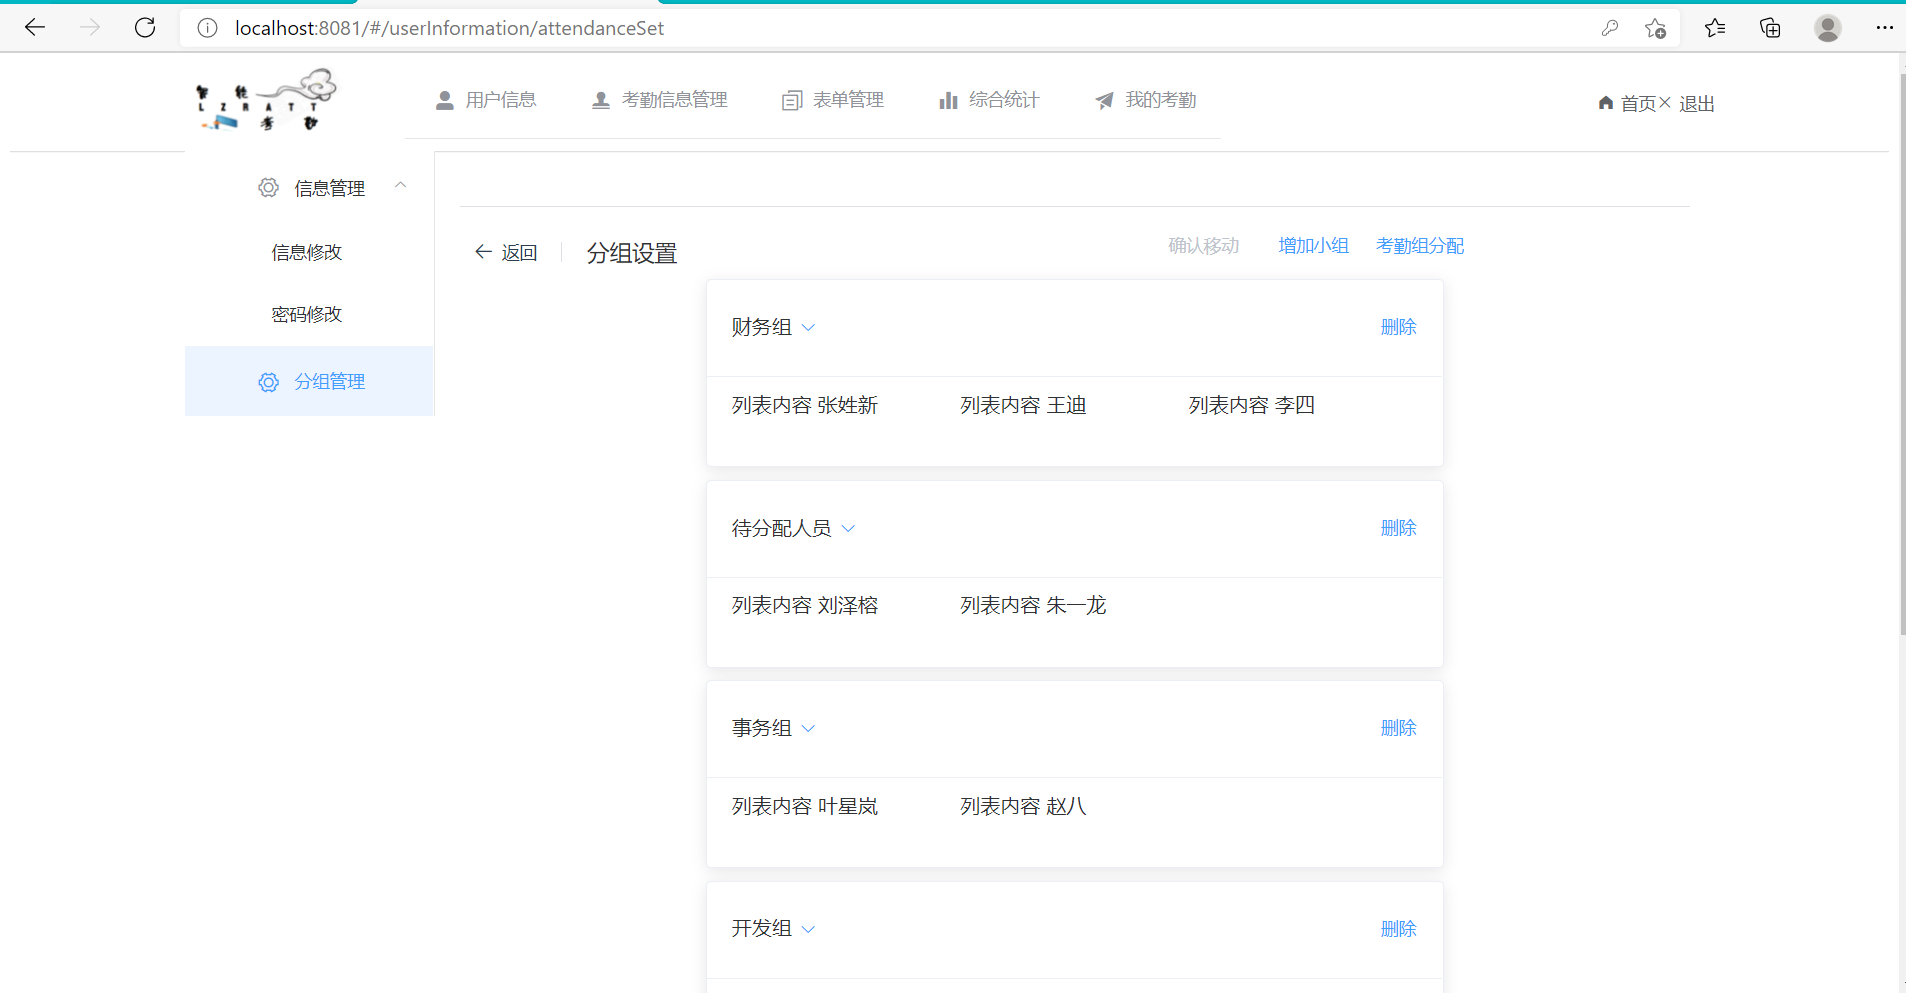 localhost:8081/#/userInformation/attendanceSet
智能
LZRATT
考勤
用户信息 考勤信息管理 表单管理 综合统计 我的考勤
首页 退出
信息管理
信息修改
密码修改
分组管理
返回 分组设置
确认移动 增加小组 考勤组分配
财务组 删除
列表内容 张姓新 列表内容 王迪 列表内容 李四
待分配人员 删除
列表内容 刘泽榕 列表内容 朱一龙
事务组 删除
列表内容 叶星岚 列表内容 赵八
开发组 删除